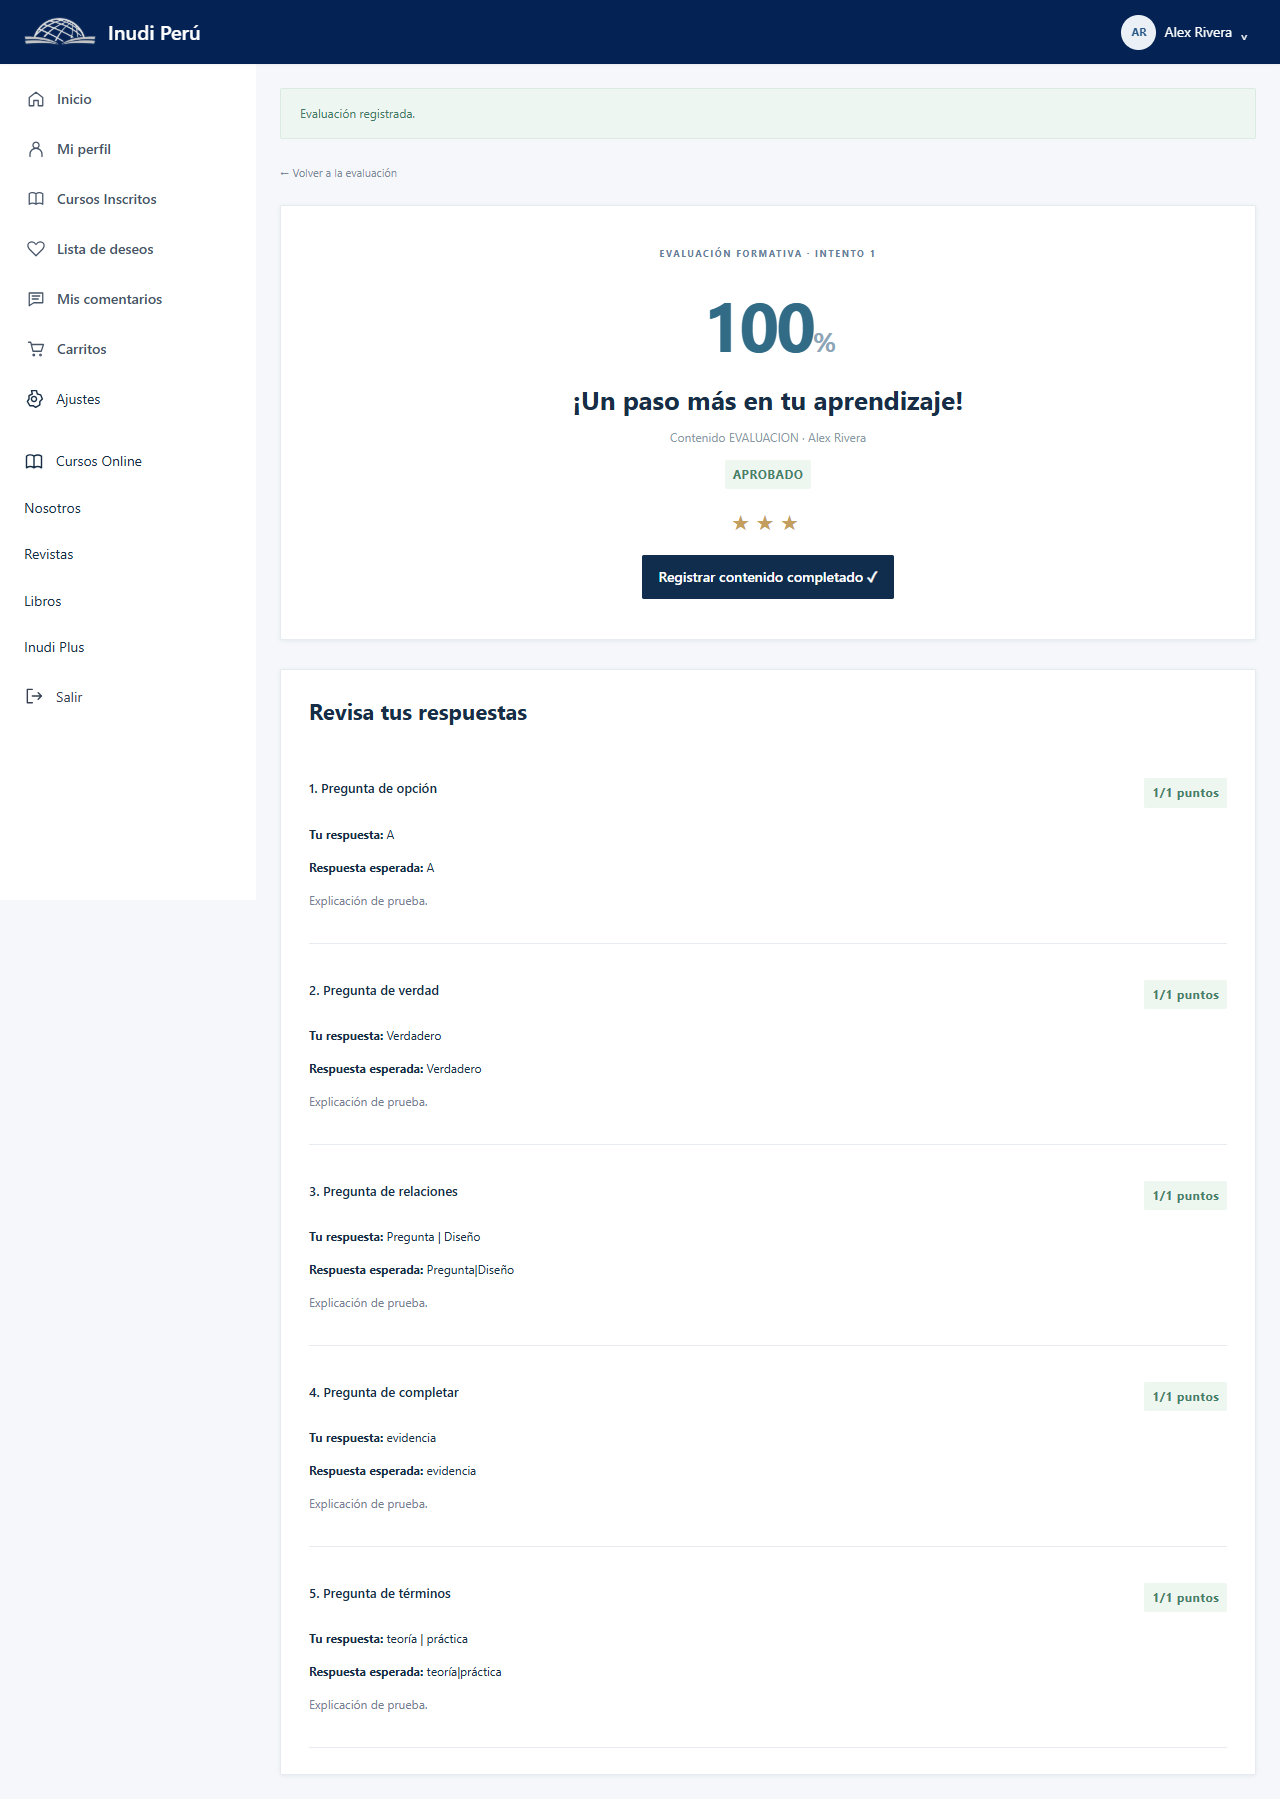 Inudi Perú
AR Alex Rivera
Inicio
Mi perfil
Cursos Inscritos
Lista de deseos
Mis comentarios
Carritos
Ajustes
Cursos Online
Nosotros
Revistas
Libros
Inudi Plus
Salir
Evaluación registrada.
← Volver a la evaluación
EVALUACIÓN FORMATIVA · INTENTO 1
100%
¡Un paso más en tu aprendizaje!
Contenido EVALUACION · Alex Rivera
APROBADO
★ ★ ★
Registrar contenido completado ✓
Revisa tus respuestas
1. Pregunta de opción
1/1 puntos
Tu respuesta: A
Respuesta esperada: A
Explicación de prueba.
2. Pregunta de verdad
1/1 puntos
Tu respuesta: Verdadero
Respuesta esperada: Verdadero
Explicación de prueba.
3. Pregunta de relaciones
1/1 puntos
Tu respuesta: Pregunta | Diseño
Respuesta esperada: Pregunta|Diseño
Explicación de prueba.
4. Pregunta de completar
1/1 puntos
Tu respuesta: evidencia
Respuesta esperada: evidencia
Explicación de prueba.
5. Pregunta de términos
1/1 puntos
Tu respuesta: teoría | práctica
Respuesta esperada: teoría|práctica
Explicación de prueba.